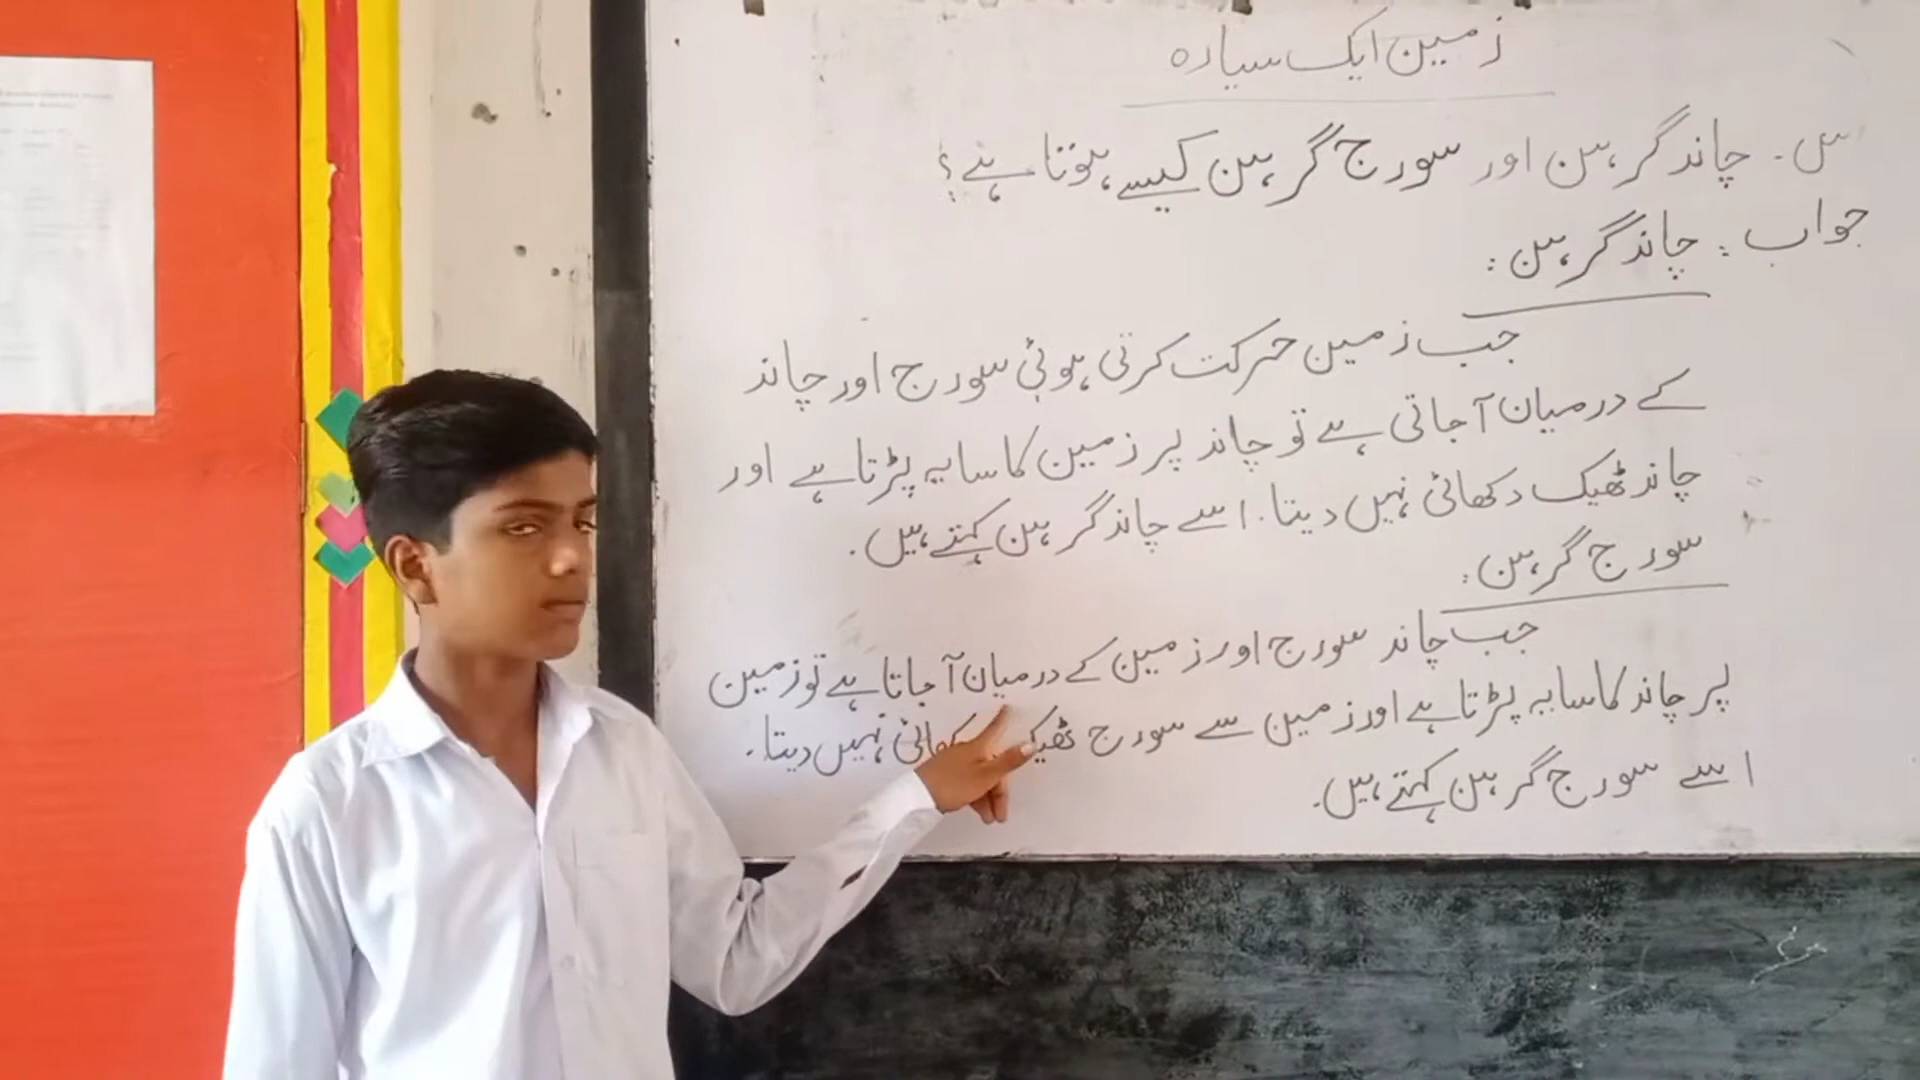 زمین ایک سیارہ
س۔ چاند گرہن اور سورج گرہن کیسے ہوتا ہے؟
جواب : چاند گرہن :
جب زمین حرکت کرتی ہوئی سورج اور چاند
کے درمیان آ جاتی ہے تو چاند پر زمین کا سایہ پڑتا ہے اور
چاند ٹھیک دکھائی نہیں دیتا۔ اسے چاند گرہن کہتے ہیں۔
سورج گرہن :
جب چاند سورج اور زمین کے درمیان آ جاتا ہے تو زمین
پر چاند کا سایہ پڑتا ہے اور زمین سے سورج ٹھیک دکھائی نہیں دیتا۔
اسے سورج گرہن کہتے ہیں۔